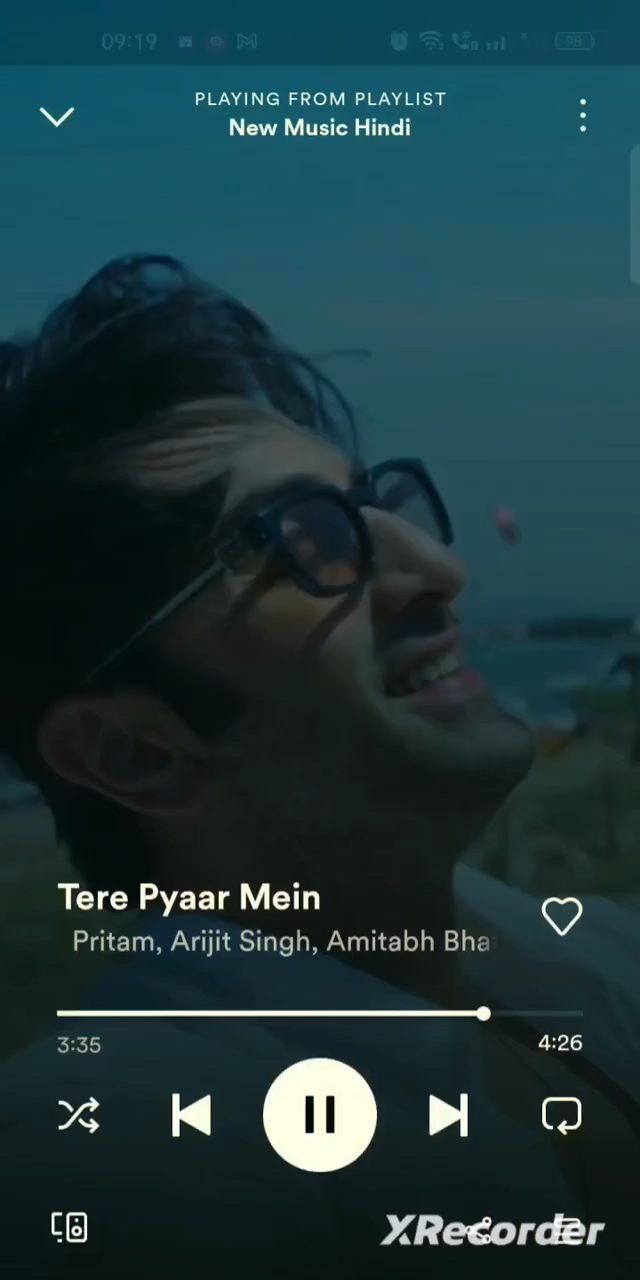 09:19
98
PLAYING FROM PLAYLIST
New Music Hindi
Tere Pyaar Mein
Pritam, Arijit Singh, Amitabh Bha
3:35
4:26
XRecorder